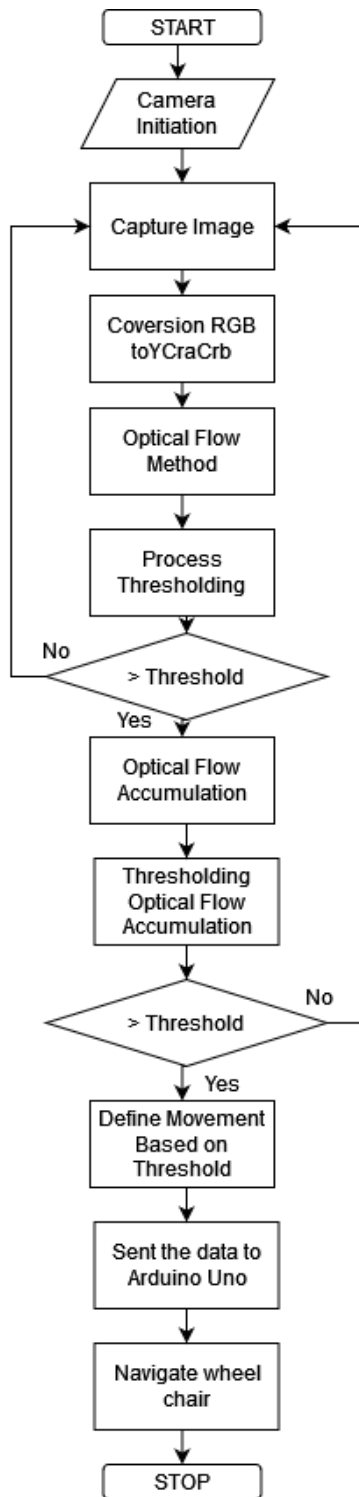 START
Camera
Initiation
Capture Image
Coversion RGB
toYCraCrb
Optical Flow
Method
Process
Thresholding
No
> Threshold
Yes
Optical Flow
Accumulation
Thresholding
Optical Flow
Accumulation
No
> Threshold
Yes
Define Movement
Based on
Threshold
Sent the data to
Arduino Uno
Navigate wheel
chair
STOP